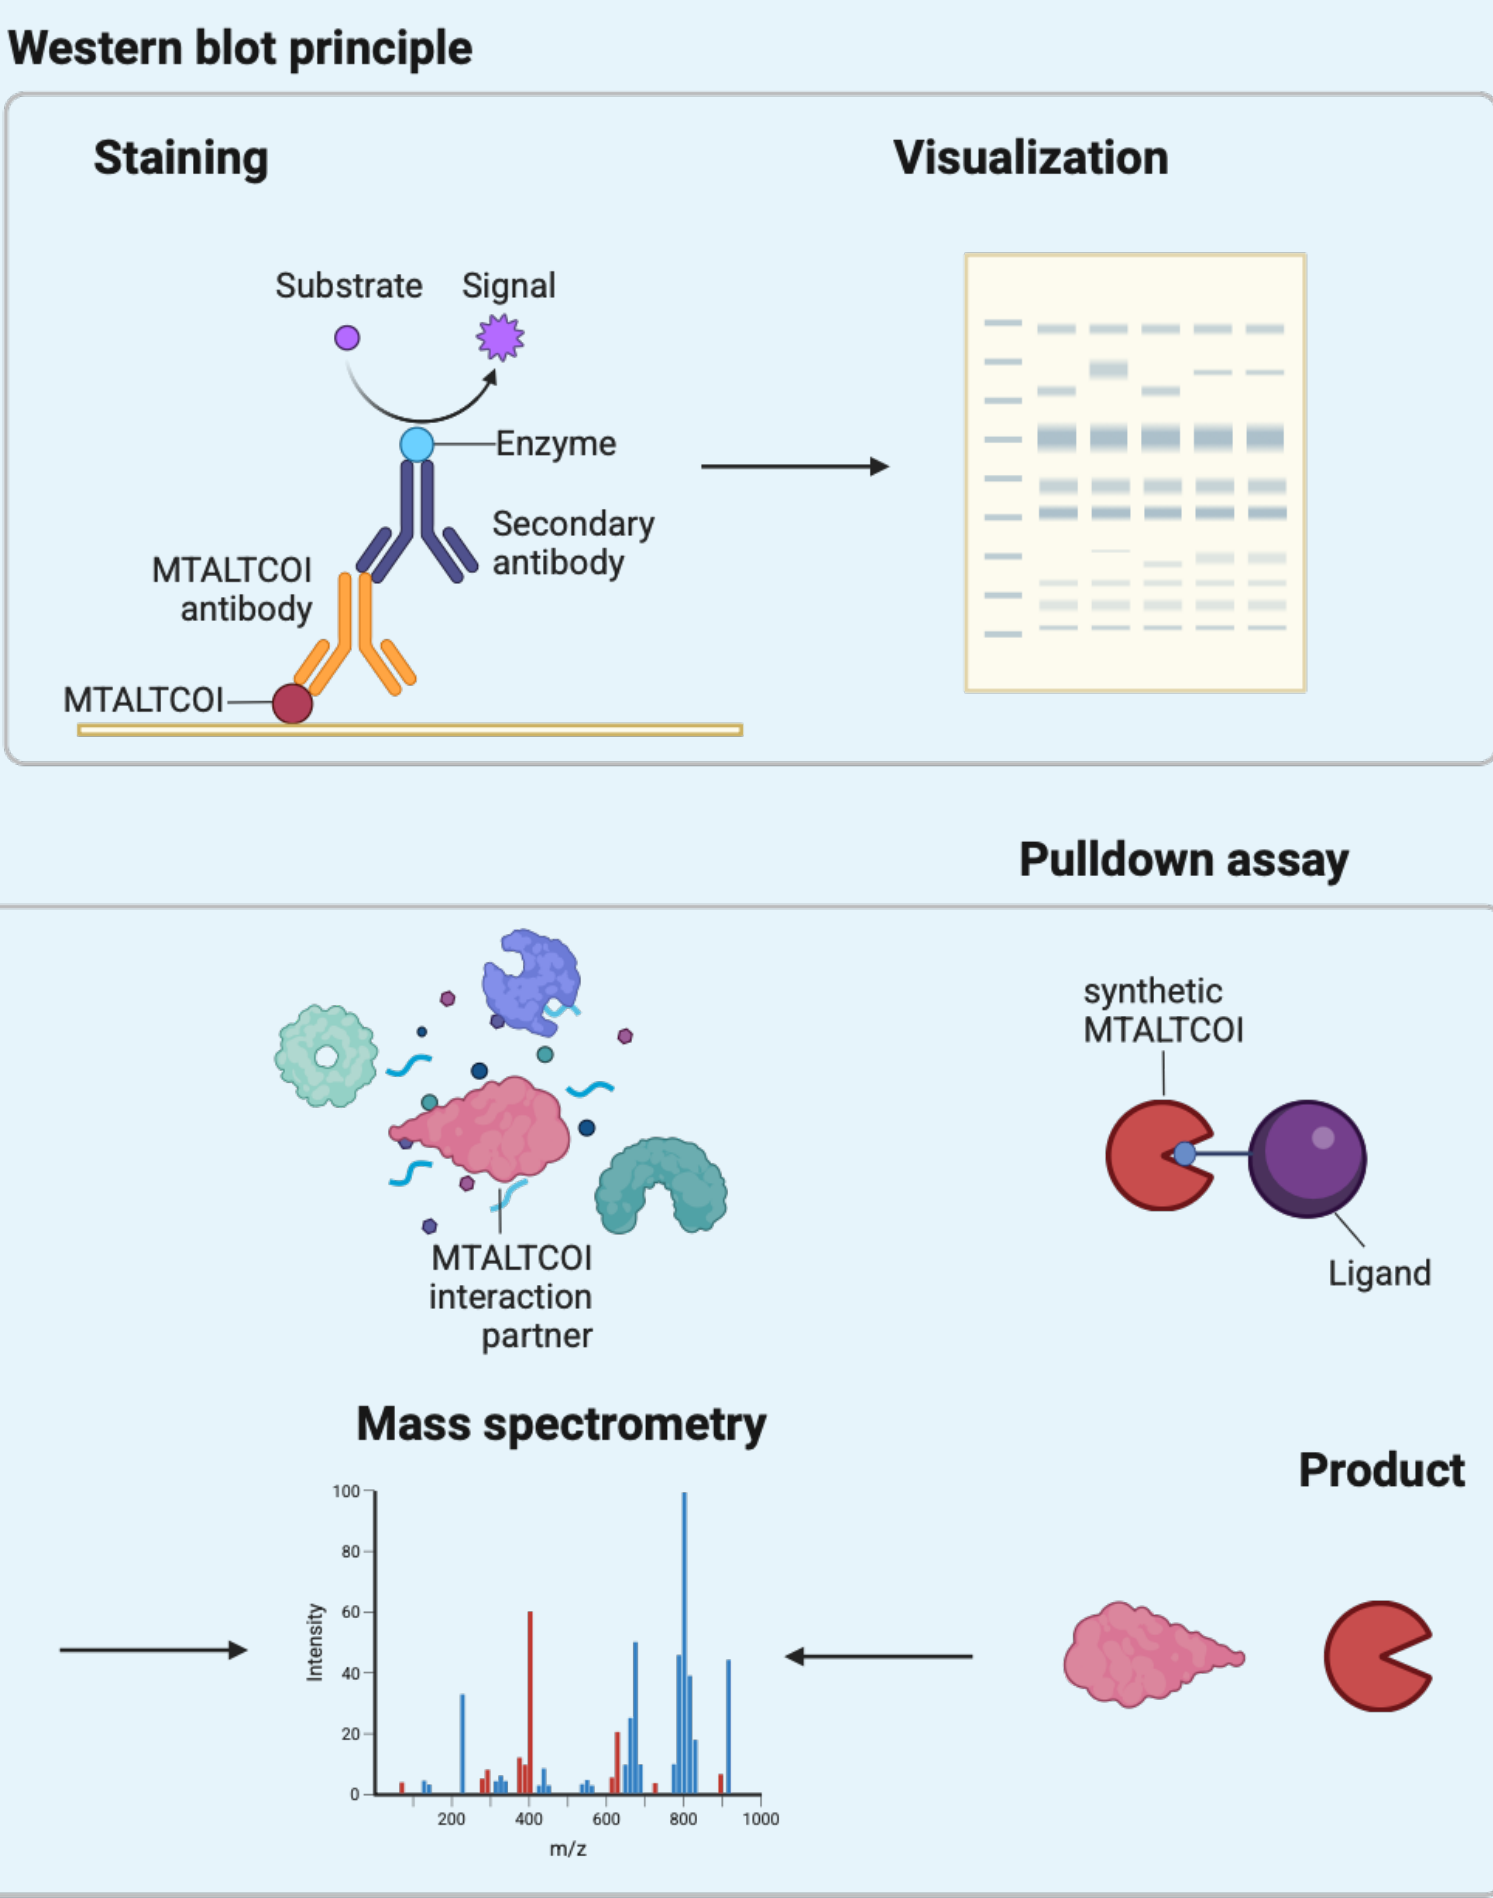 Western blot principle
Staining
Visualization
Substrate
Signal
Enzyme
Secondary
antibody
MTALTCOI
antibody
MTALTCOI
Pulldown assay
synthetic
MTALTCOI
Ligand
MTALTCOI
interaction
partner
Mass spectrometry
Product
100
80
60
40
20
0
Intensity
200 400 600 800 1000
m/z